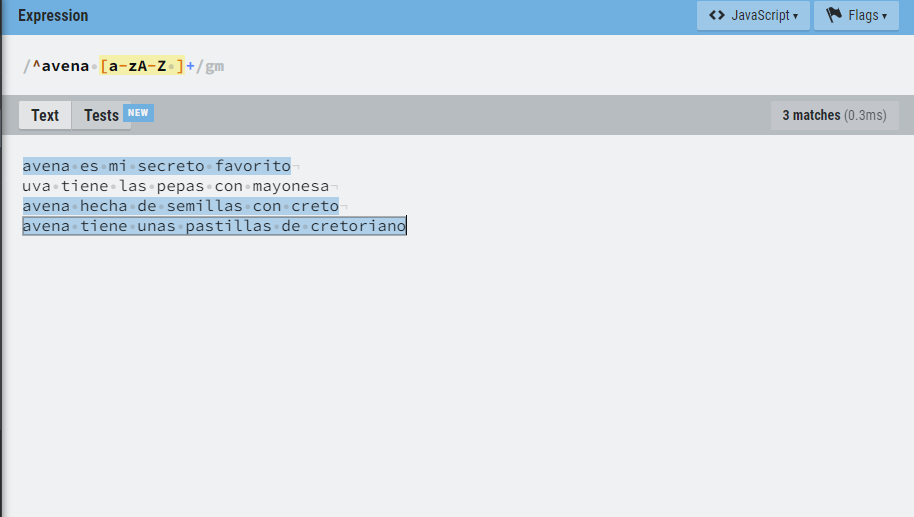 Expression
JavaScript
Flags
/^avena [a-zA-Z ]+/gm
Text
Tests
NEW
3 matches (0.3ms)
avena es mi secreto favorito
uva tiene las pepas con mayonesa
avena hecha de semillas con creto
avena tiene unas pastillas de cretoriano